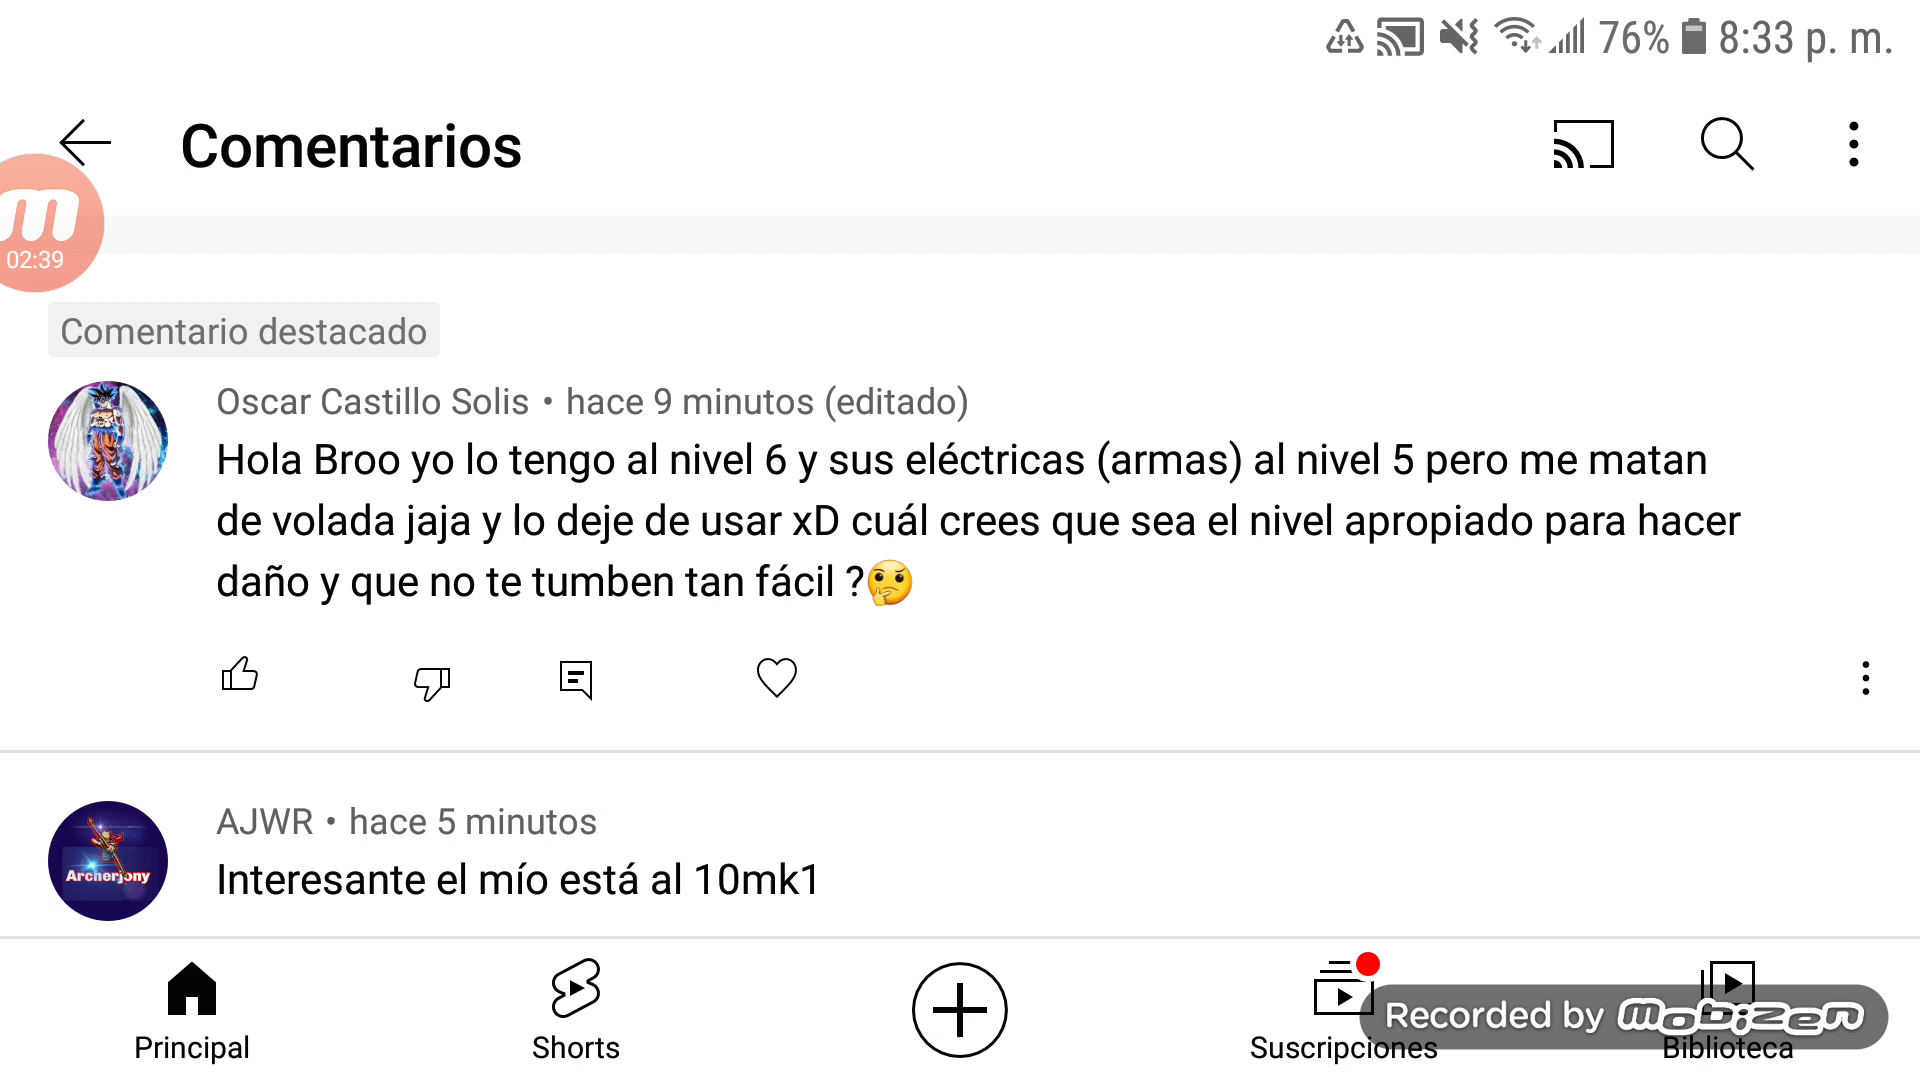 76% 8:33 p. m.
Comentarios
m
02:39
Comentario destacado
Oscar Castillo Solis • hace 9 minutos (editado)
Hola Broo yo lo tengo al nivel 6 y sus eléctricas (armas) al nivel 5 pero me matan
de volada jaja y lo deje de usar xD cuál crees que sea el nivel apropiado para hacer
daño y que no te tumben tan fácil ?🤔
AJWR • hace 5 minutos
Interesante el mío está al 10mk1
Archerjony
Principal
Shorts
Suscripciones
Biblioteca
Recorded by mobizen